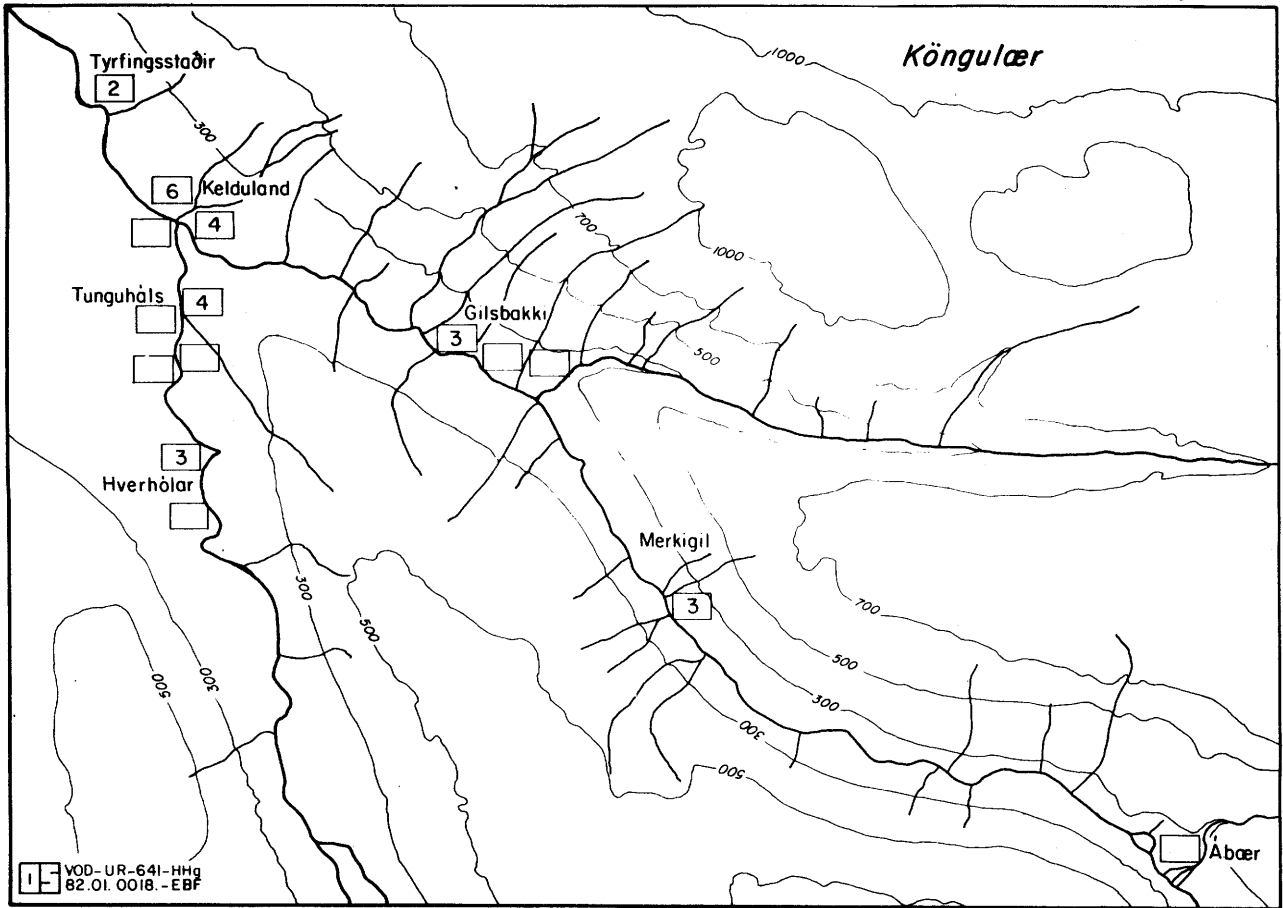 Köngulær
1000
Tyrfingsstaðir
2
300
6
Kelduland
4
700
1000
Tunguháls
4
Gilsbakki
3
500
3
Hverhólar
Merkigil
300
3
700
500
500
300
500
300
300
500
Ábær
VOD-UR-641-HHg
82.01.0018.-EBF